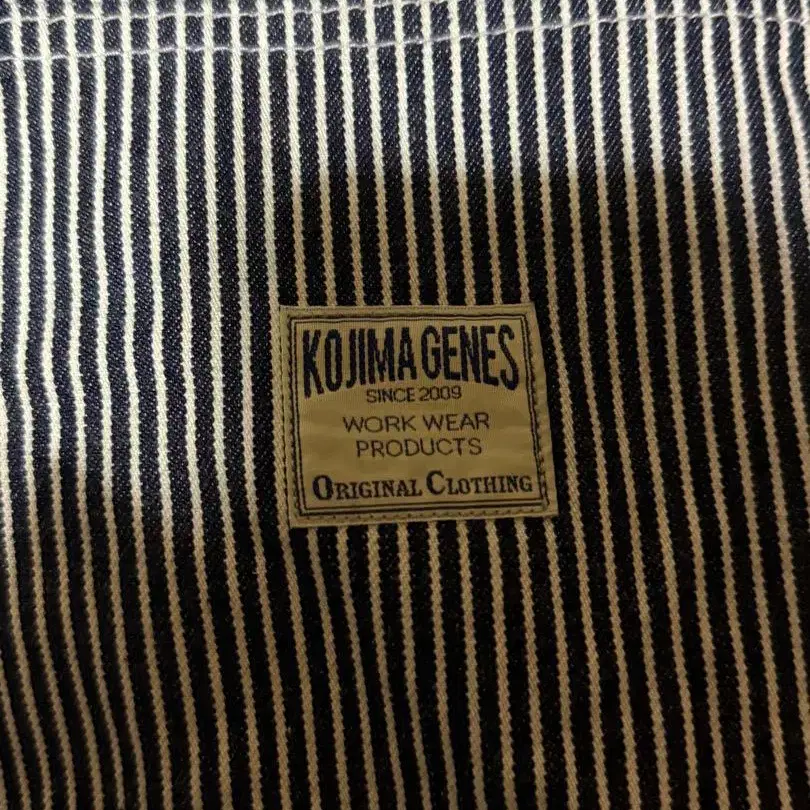 KOJIMA GENES
SINCE 2009
WORK WEAR
PRODUCTS
ORIGINAL CLOTHING